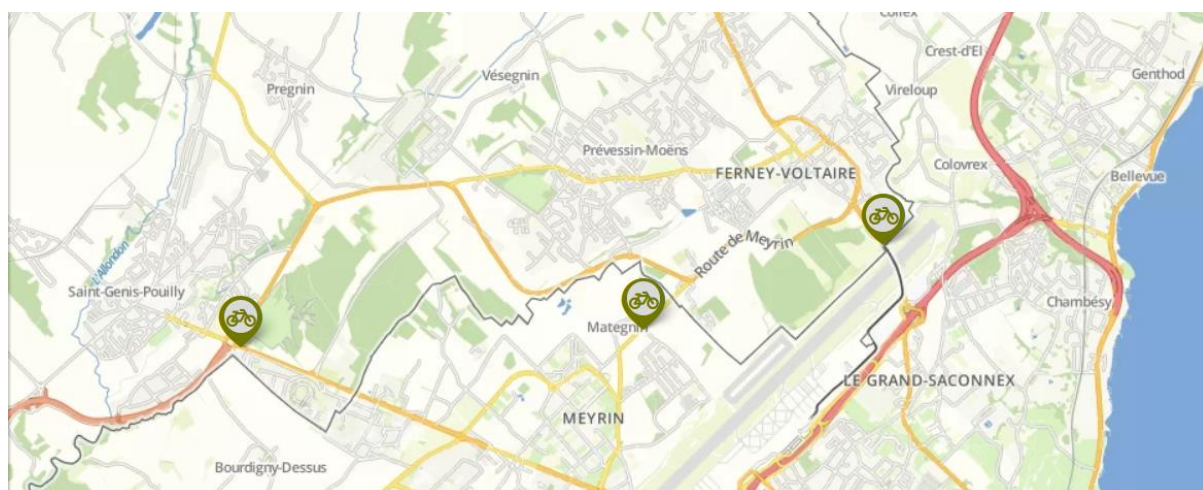 Collex
Crest-d'El
Genthod
Vésegnin
Pregnin
Vireloup
Prévessin-Moëns
Colovrex
FERNEY-VOLTAIRE
Bellevue
Route de Meyrin
L'Allondon
Saint-Genis-Pouilly
Chambésy
Mategnin
LE GRAND-SACONNEX
MEYRIN
Bourdigny-Dessus